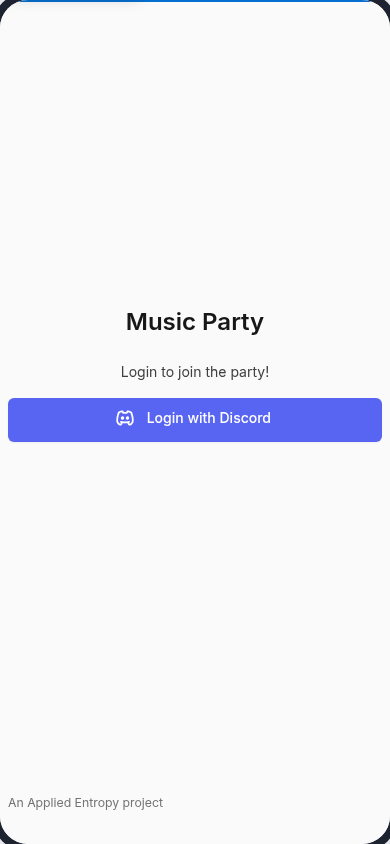 Music Party
Login to join the party!
Login with Discord
An Applied Entropy project